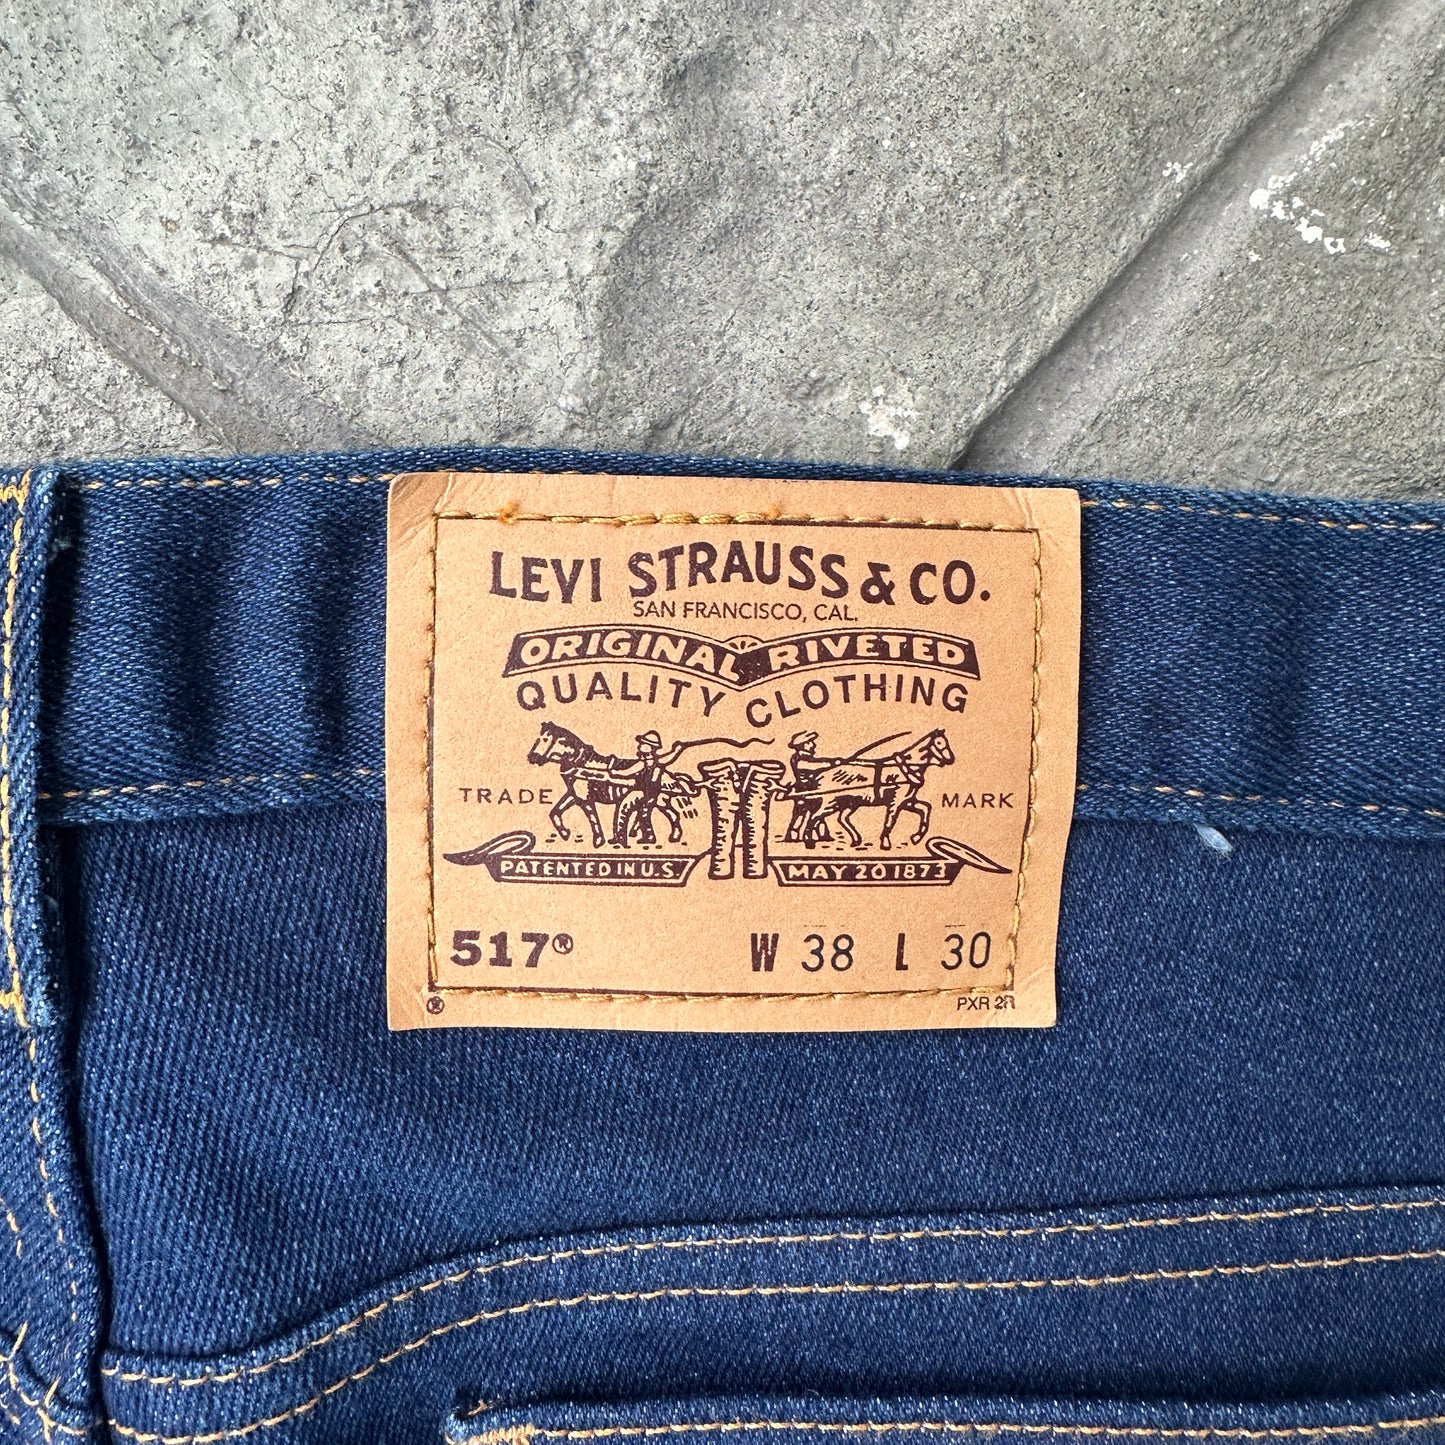 LEVI STRAUSS & CO.
SAN FRANCISCO, CAL.
ORIGINAL RIVETED
QUALITY CLOTHING
TRADE MARK
PATENTED IN U.S. MAY 20 1873
517® W 38 L 30
® PXR 2R